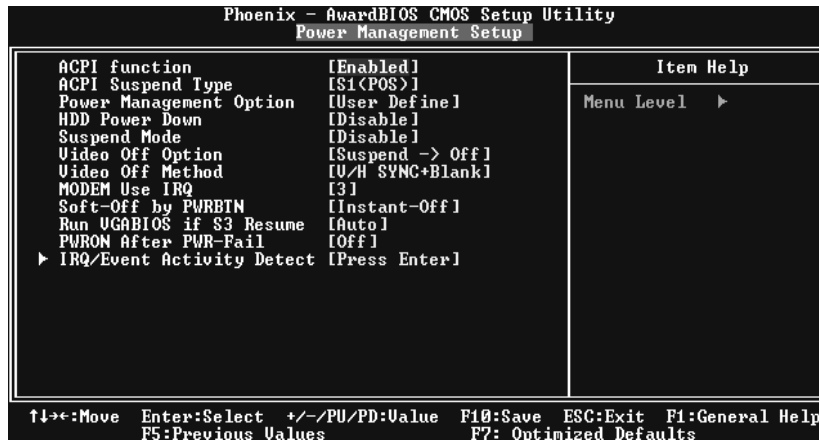 Phoenix - AwardBIOS CMOS Setup Utility
Power Management Setup
ACPI function [Enabled]
ACPI Suspend Type [S1(POS)]
Power Management Option [User Define]
HDD Power Down [Disable]
Suspend Mode [Disable]
Video Off Option [Suspend -> Off]
Video Off Method [V/H SYNC+Blank]
MODEM Use IRQ [3]
Soft-Off by PWRBTN [Instant-Off]
Run VGABIOS if S3 Resume [Auto]
PWRON After PWR-Fail [Off]
▶ IRQ/Event Activity Detect [Press Enter]
Item Help
Menu Level ▶
↑↓→←:Move Enter:Select +/-/PU/PD:Value F10:Save ESC:Exit F1:General Help
F5:Previous Values F7: Optimized Defaults